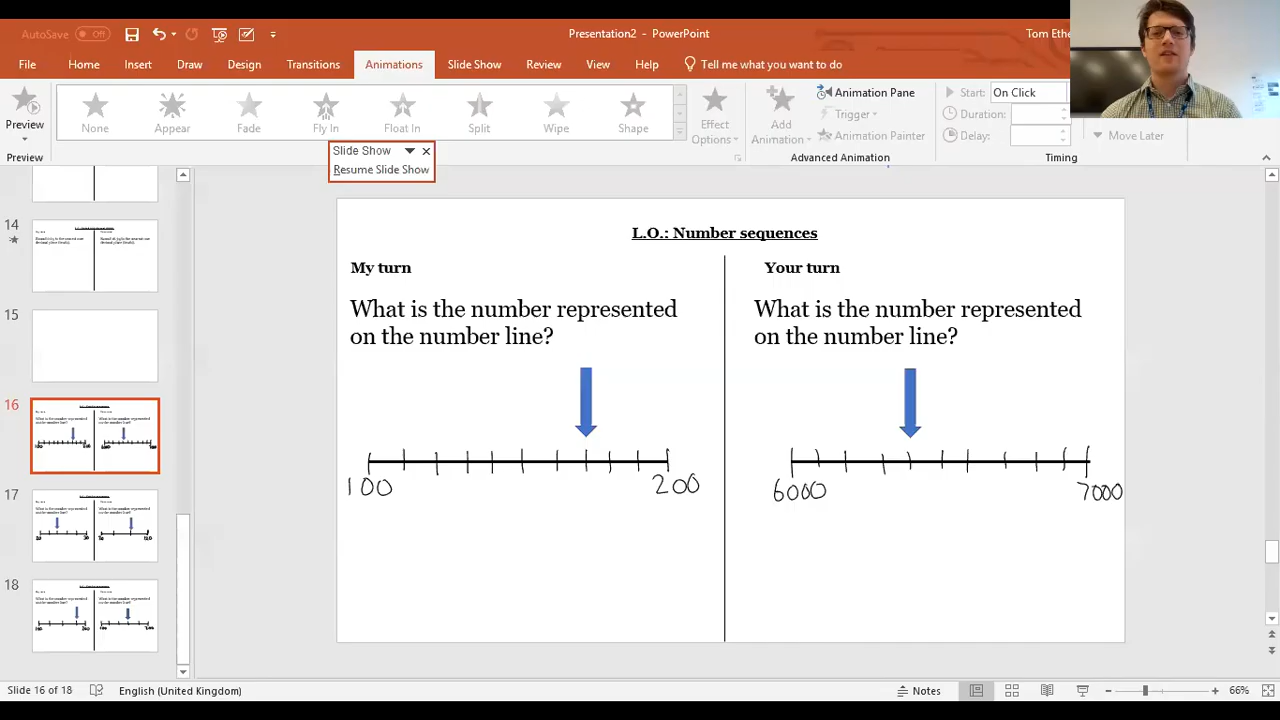 AutoSave Off
Presentation2 - PowerPoint
Tom Ethe
File Home Insert Draw Design Transitions Animations Slide Show Review View Help Tell me what you want to do
Preview
None Appear Fade Fly In Float In Split Wipe Shape
Effect Options
Add Animation
Animation Pane
Trigger
Animation Painter
Start: On Click
Duration:
Delay:
Move Later
Preview
Advanced Animation
Timing
Slide Show
Resume Slide Show
14
15
16
17
18
L.O.: Number sequences
My turn
What is the number represented
on the number line?
100 200
Your turn
What is the number represented
on the number line?
6000 7000
Slide 16 of 18 English (United Kingdom) Notes 66%